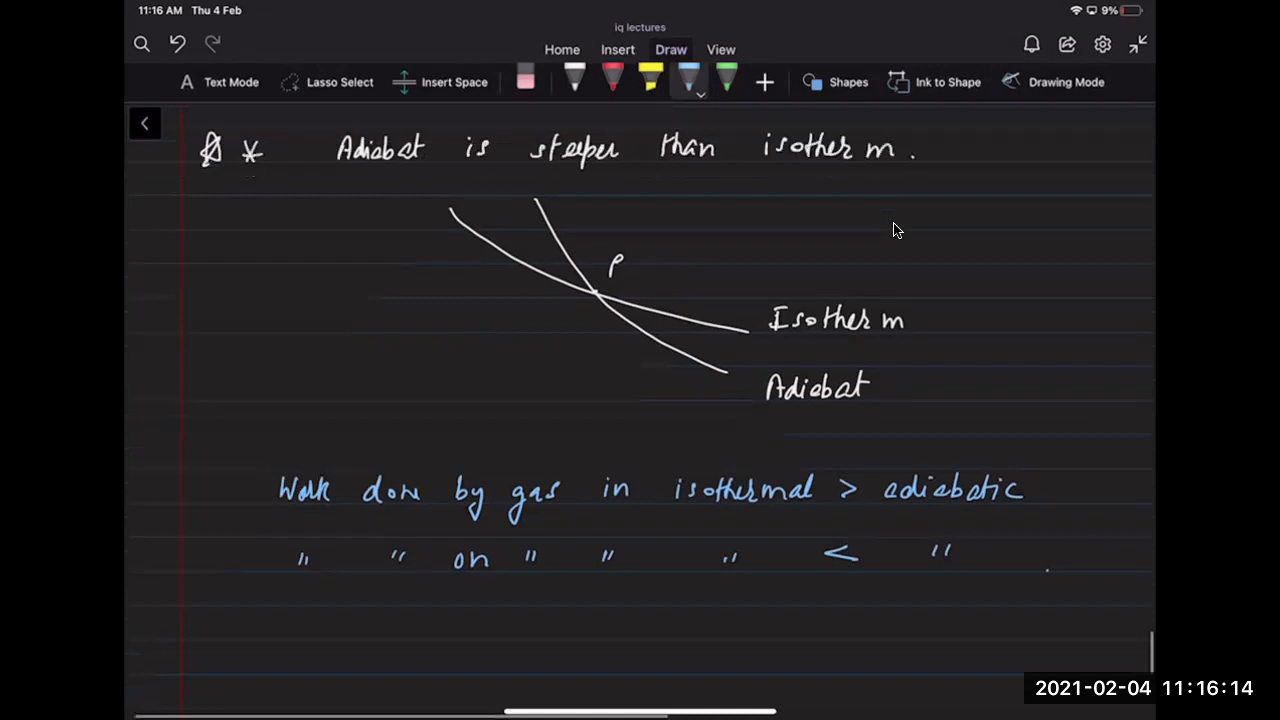 11:16 AM Thu 4 Feb
9%
iq lectures
Home Insert Draw View
Text Mode Lasso Select Insert Space Shapes Ink to Shape Drawing Mode
* Adiabat is steeper than isotherm.
P
Isotherm
Adiabat
Work done by gas in isothermal > adiabatic
" " on " " " < " .
2021-02-04 11:16:14